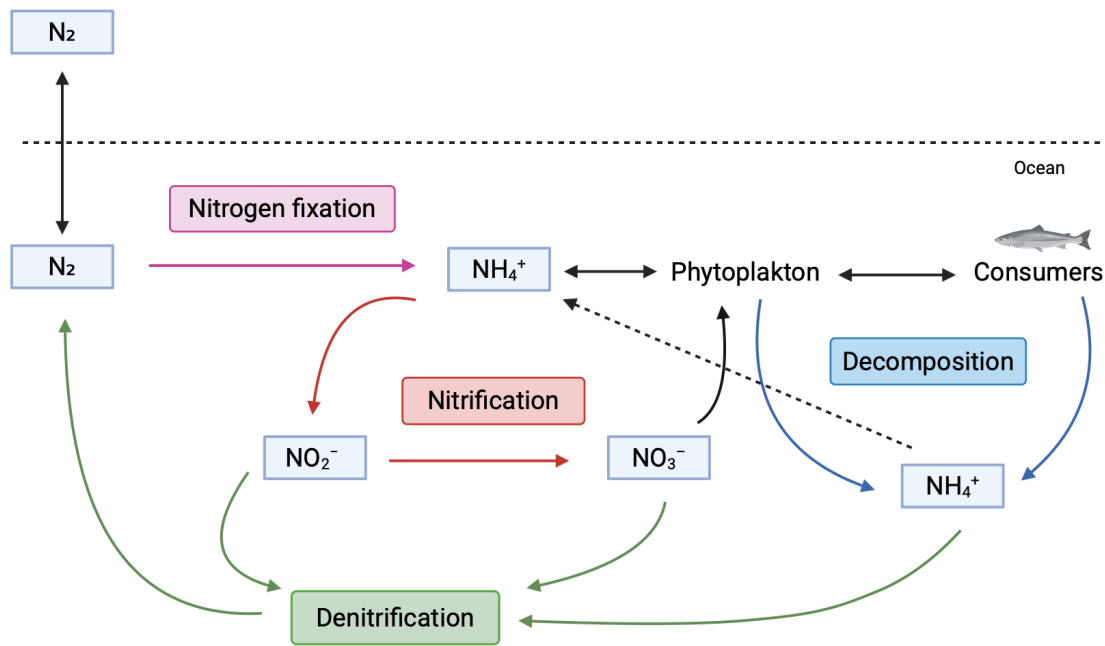 N₂
Ocean
Nitrogen fixation
N₂
NH₄⁺
Phytoplakton
Consumers
Decomposition
Nitrification
NO₂⁻
NO₃⁻
NH₄⁺
Denitrification